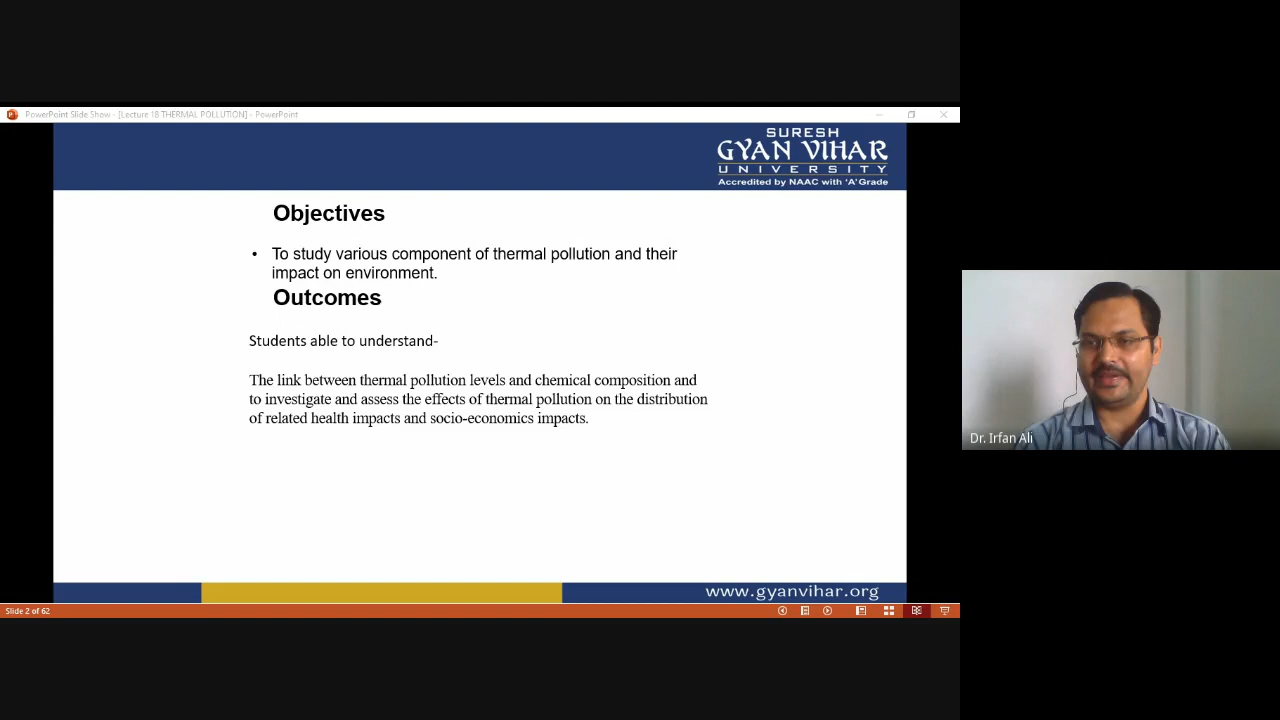 PowerPoint Slide Show - [Lecture 18 THERMAL POLLUTION] - PowerPoint
SURESH
GYAN VIHAR
UNIVERSITY
Accredited by NAAC with 'A' Grade
Objectives
• To study various component of thermal pollution and their
impact on environment.
Outcomes
Students able to understand-
The link between thermal pollution levels and chemical composition and
to investigate and assess the effects of thermal pollution on the distribution
of related health impacts and socio-economics impacts.
Dr. Irfan Ali
www.gyanvihar.org
Slide 2 of 62